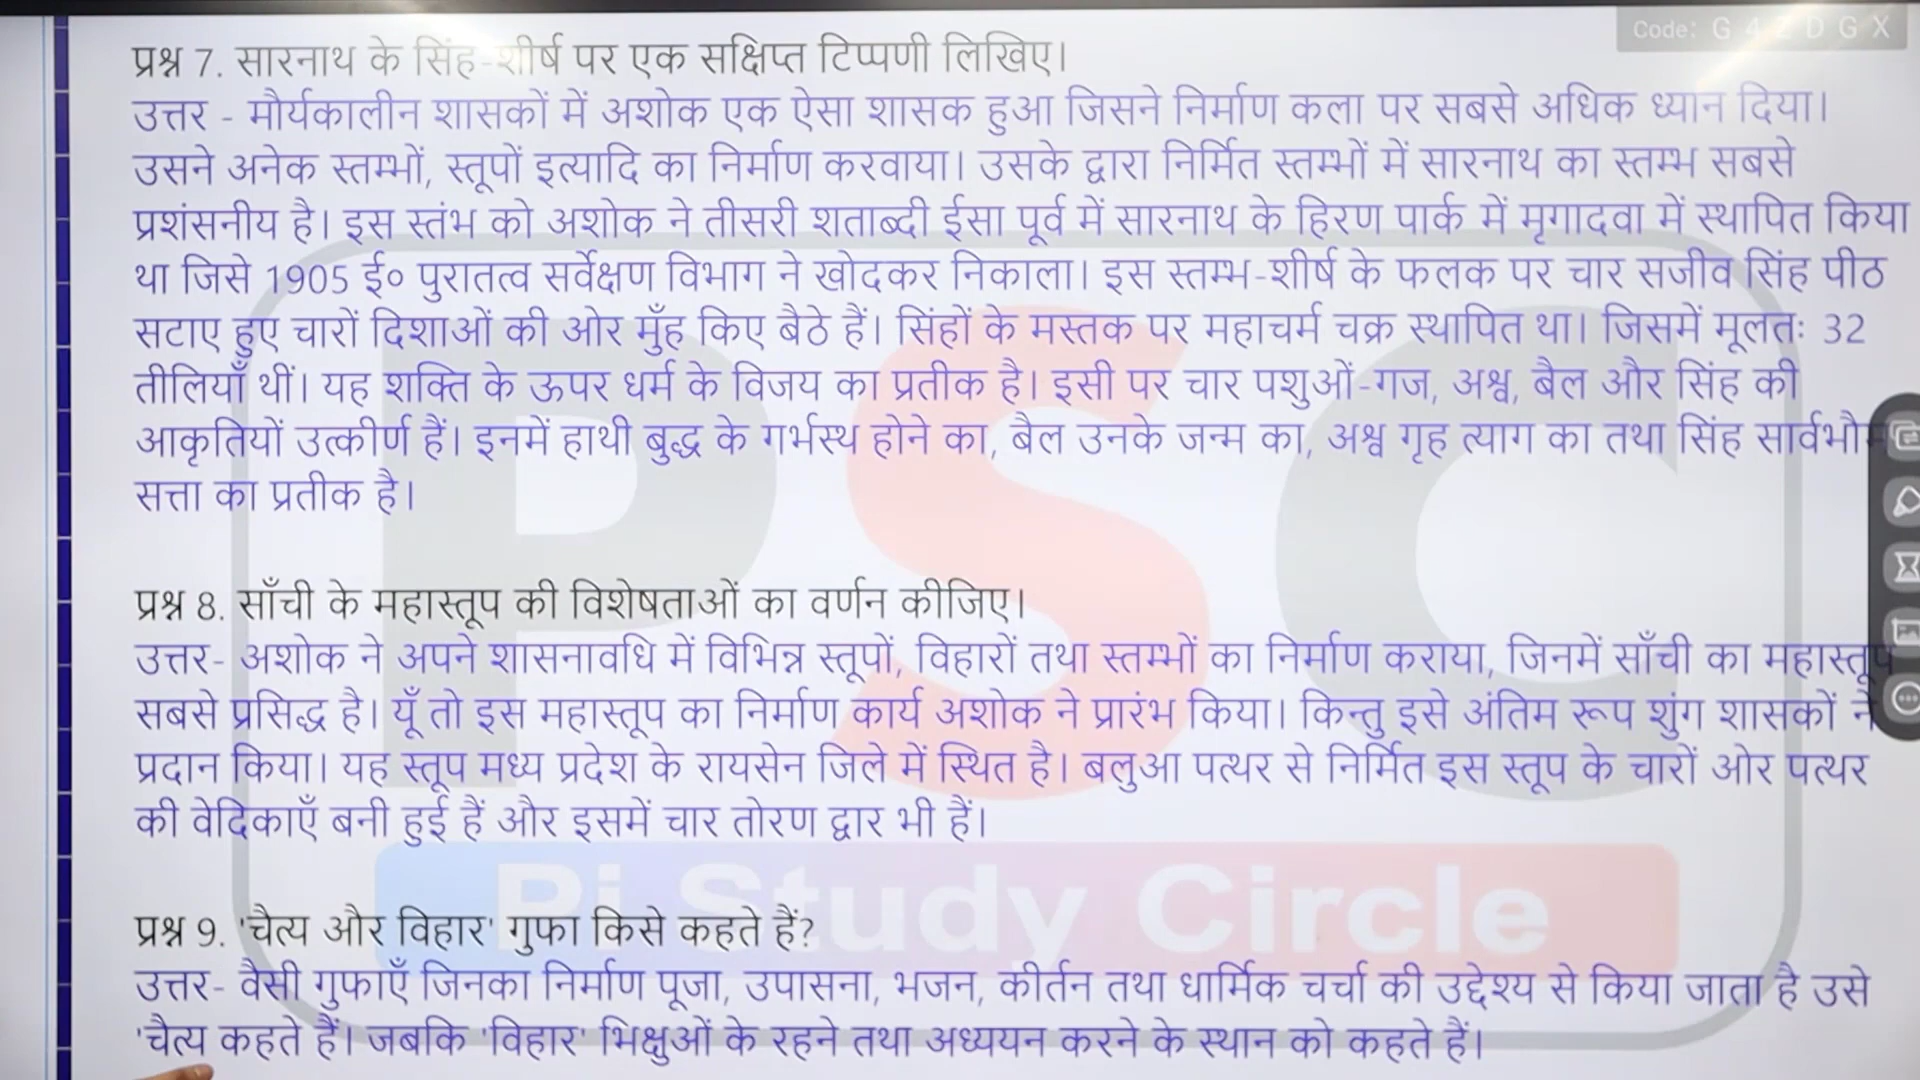 Code: G 4 Z D G X
प्रश्न 7. सारनाथ के सिंह-शीर्ष पर एक सक्षिप्त टिप्पणी लिखिए।
उत्तर - मौर्यकालीन शासकों में अशोक एक ऐसा शासक हुआ जिसने निर्माण कला पर सबसे अधिक ध्यान दिया।
उसने अनेक स्तम्भों, स्तूपों इत्यादि का निर्माण करवाया। उसके द्वारा निर्मित स्तम्भों में सारनाथ का स्तम्भ सबसे
प्रशंसनीय है। इस स्तंभ को अशोक ने तीसरी शताब्दी ईसा पूर्व में सारनाथ के हिरण पार्क में मृगादवा में स्थापित किया
था जिसे 1905 ई० पुरातत्व सर्वेक्षण विभाग ने खोदकर निकाला। इस स्तम्भ-शीर्ष के फलक पर चार सजीव सिंह पीठ
सटाए हुए चारों दिशाओं की ओर मुँह किए बैठे हैं। सिंहों के मस्तक पर महाचर्म चक्र स्थापित था। जिसमें मूलतः 32
तीलियाँ थीं। यह शक्ति के ऊपर धर्म के विजय का प्रतीक है। इसी पर चार पशुओं-गज, अश्व, बैल और सिंह की
आकृतियों उत्कीर्ण हैं। इनमें हाथी बुद्ध के गर्भस्थ होने का, बैल उनके जन्म का, अश्व गृह त्याग का तथा सिंह सार्वभौम
सत्ता का प्रतीक है।
प्रश्न 8. साँची के महास्तूप की विशेषताओं का वर्णन कीजिए।
उत्तर- अशोक ने अपने शासनावधि में विभिन्न स्तूपों, विहारों तथा स्तम्भों का निर्माण कराया, जिनमें साँची का महास्तूप
सबसे प्रसिद्ध है। यूँ तो इस महास्तूप का निर्माण कार्य अशोक ने प्रारंभ किया। किन्तु इसे अंतिम रूप शुंग शासकों ने
प्रदान किया। यह स्तूप मध्य प्रदेश के रायसेन जिले में स्थित है। बलुआ पत्थर से निर्मित इस स्तूप के चारों ओर पत्थर
की वेदिकाएँ बनी हुई हैं और इसमें चार तोरण द्वार भी हैं।
PSC
Pi Study Circle
प्रश्न 9. 'चैत्य और विहार' गुफा किसे कहते हैं?
उत्तर- वैसी गुफाएँ जिनका निर्माण पूजा, उपासना, भजन, कीर्तन तथा धार्मिक चर्चा की उद्देश्य से किया जाता है उसे
'चैत्य कहते हैं। जबकि 'विहार' भिक्षुओं के रहने तथा अध्ययन करने के स्थान को कहते हैं।